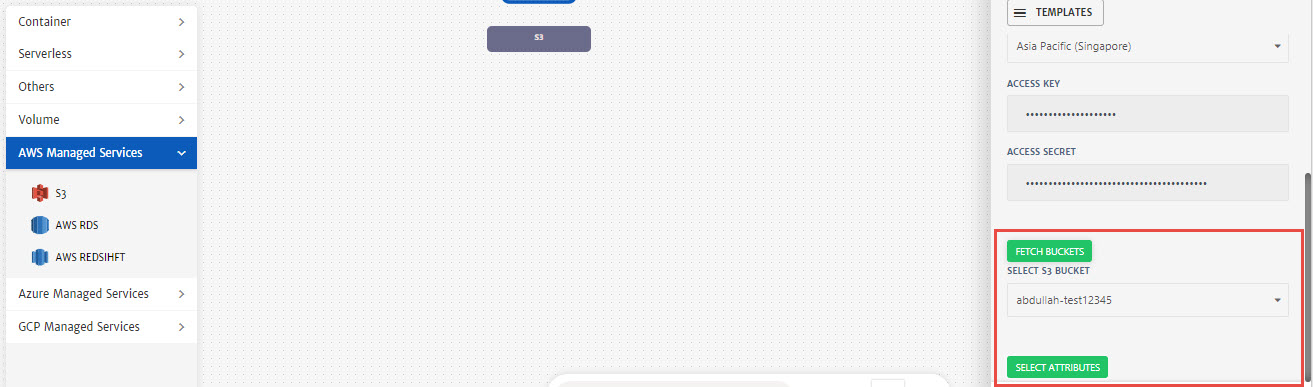 Container
Serverless
Others
Volume
AWS Managed Services
S3
AWS RDS
AWS REDSIHFT
Azure Managed Services
GCP Managed Services
S3
TEMPLATES
Asia Pacific (Singapore)
ACCESS KEY
••••••••••••••••••••
ACCESS SECRET
••••••••••••••••••••••••••••••••••••••••
FETCH BUCKETS
SELECT S3 BUCKET
abdullah-test12345
SELECT ATTRIBUTES